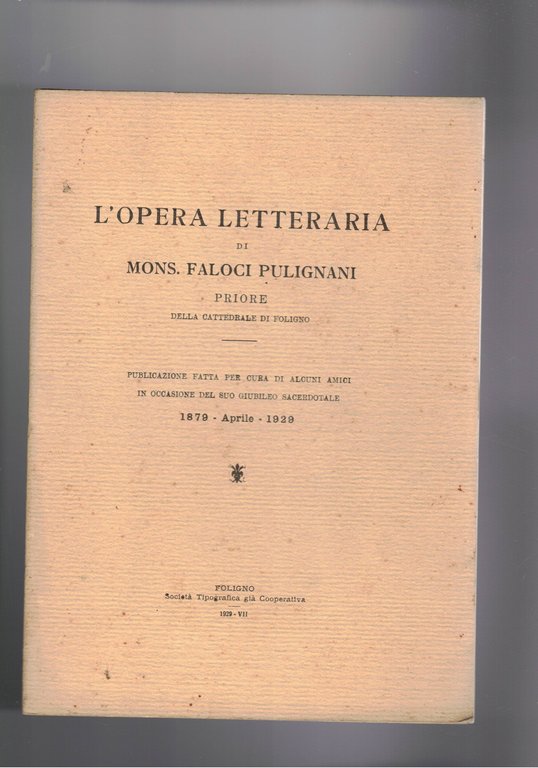 L'OPERA LETTERARIA
DI
MONS. FALOCI PULIGNANI
PRIORE
DELLA CATTEDRALE DI FOLIGNO
PUBLICAZIONE FATTA PER CURA DI ALCUNI AMICI
IN OCCASIONE DEL SUO GIUBILEO SACERDOTALE
1879 - Aprile - 1929
FOLIGNO
Società Tipografica già Cooperativa
1929 - VII